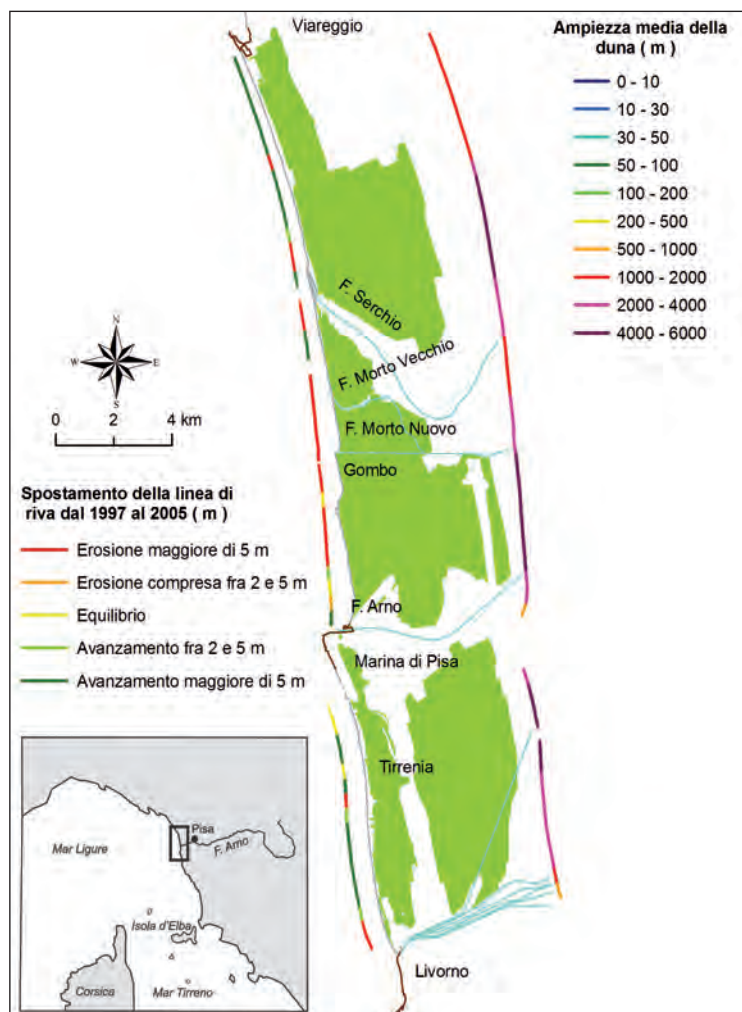 Viareggio
Ampiezza media della
duna ( m )
0 - 10
10 - 30
30 - 50
50 - 100
100 - 200
200 - 500
500 - 1000
1000 - 2000
2000 - 4000
4000 - 6000
F. Serchio
F. Morto Vecchio
F. Morto Nuovo
Gombo
N
W
E
S
0 2 4 km
Spostamento della linea di
riva dal 1997 al 2005 ( m )
Erosione maggiore di 5 m
Erosione compresa fra 2 e 5 m
Equilibrio
Avanzamento fra 2 e 5 m
Avanzamento maggiore di 5 m
F. Arno
Marina di Pisa
Tirrenia
Livorno
Pisa
F. Arno
Mar Ligure
Isola d'Elba
Corsica
Mar Tirreno